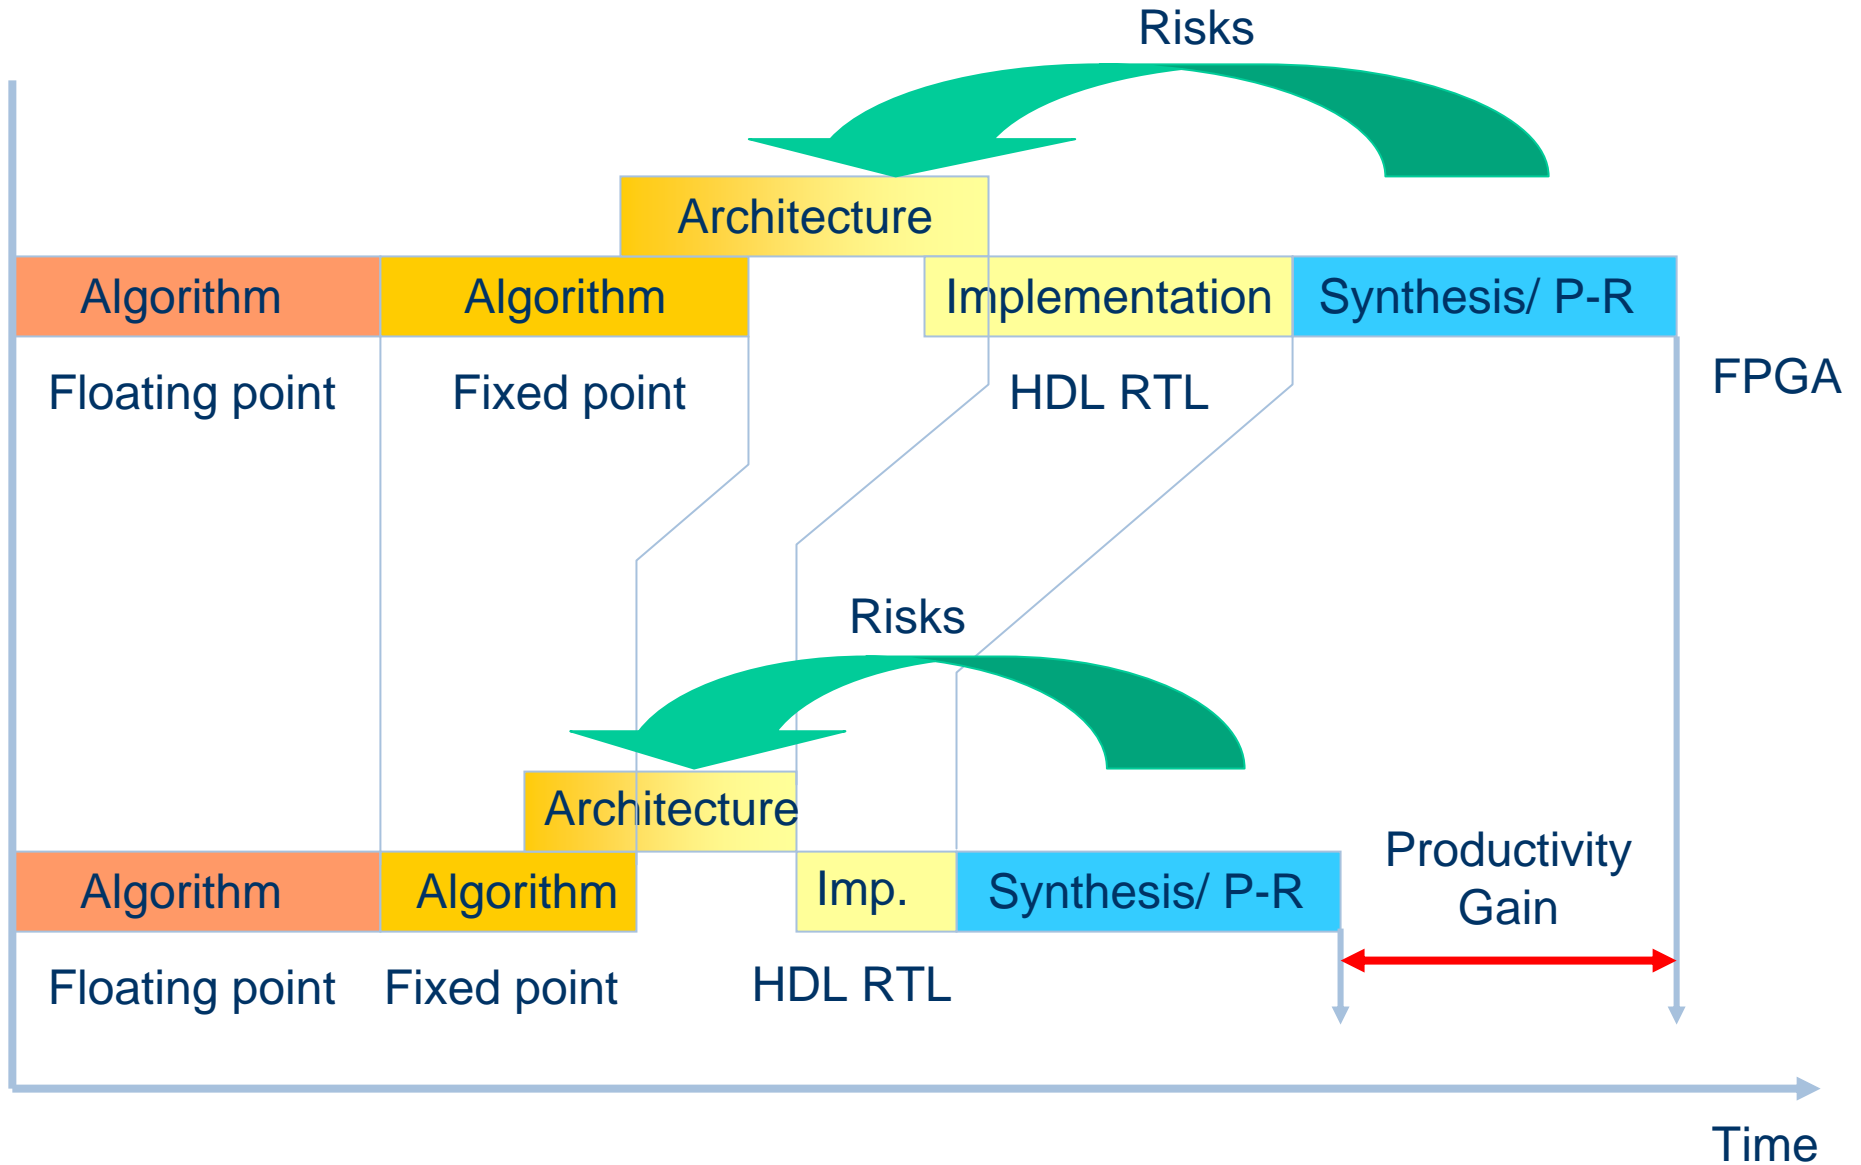 Risks
Architecture
Algorithm
Algorithm
Implementation
Synthesis/ P-R
Floating point
Fixed point
HDL RTL
FPGA
Risks
Architecture
Productivity
Gain
Algorithm
Algorithm
Imp.
Synthesis/ P-R
Floating point
Fixed point
HDL RTL
Time